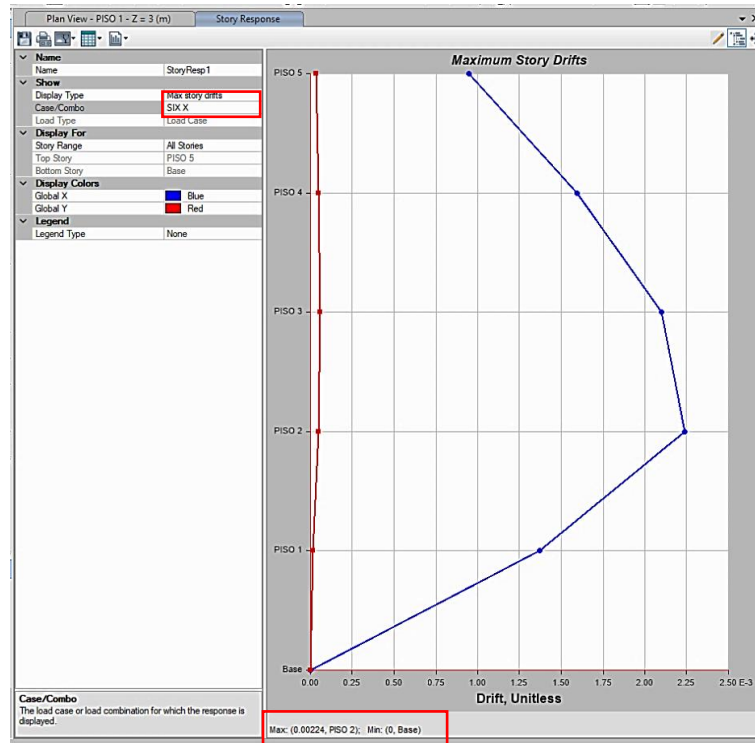 Plan View - PISO 1 - Z = 3 (m)
Story Response
Name
Name StoryResp1
Show
Display Type Max story drifts
Case/Combo SIX X
Load Type Load Case
Display For
Story Range All Stories
Top Story PISO 5
Bottom Story Base
Display Colors
Global X Blue
Global Y Red
Legend
Legend Type None
Case/Combo
The load case or load combination for which the response is
displayed.
Maximum Story Drifts
PISO 5
PISO 4
PISO 3
PISO 2
PISO 1
Base
0.00 0.25 0.50 0.75 1.00 1.25 1.50 1.75 2.00 2.25 2.50 E-3
Drift, Unitless
Max: (0.00224, PISO 2); Min: (0, Base)